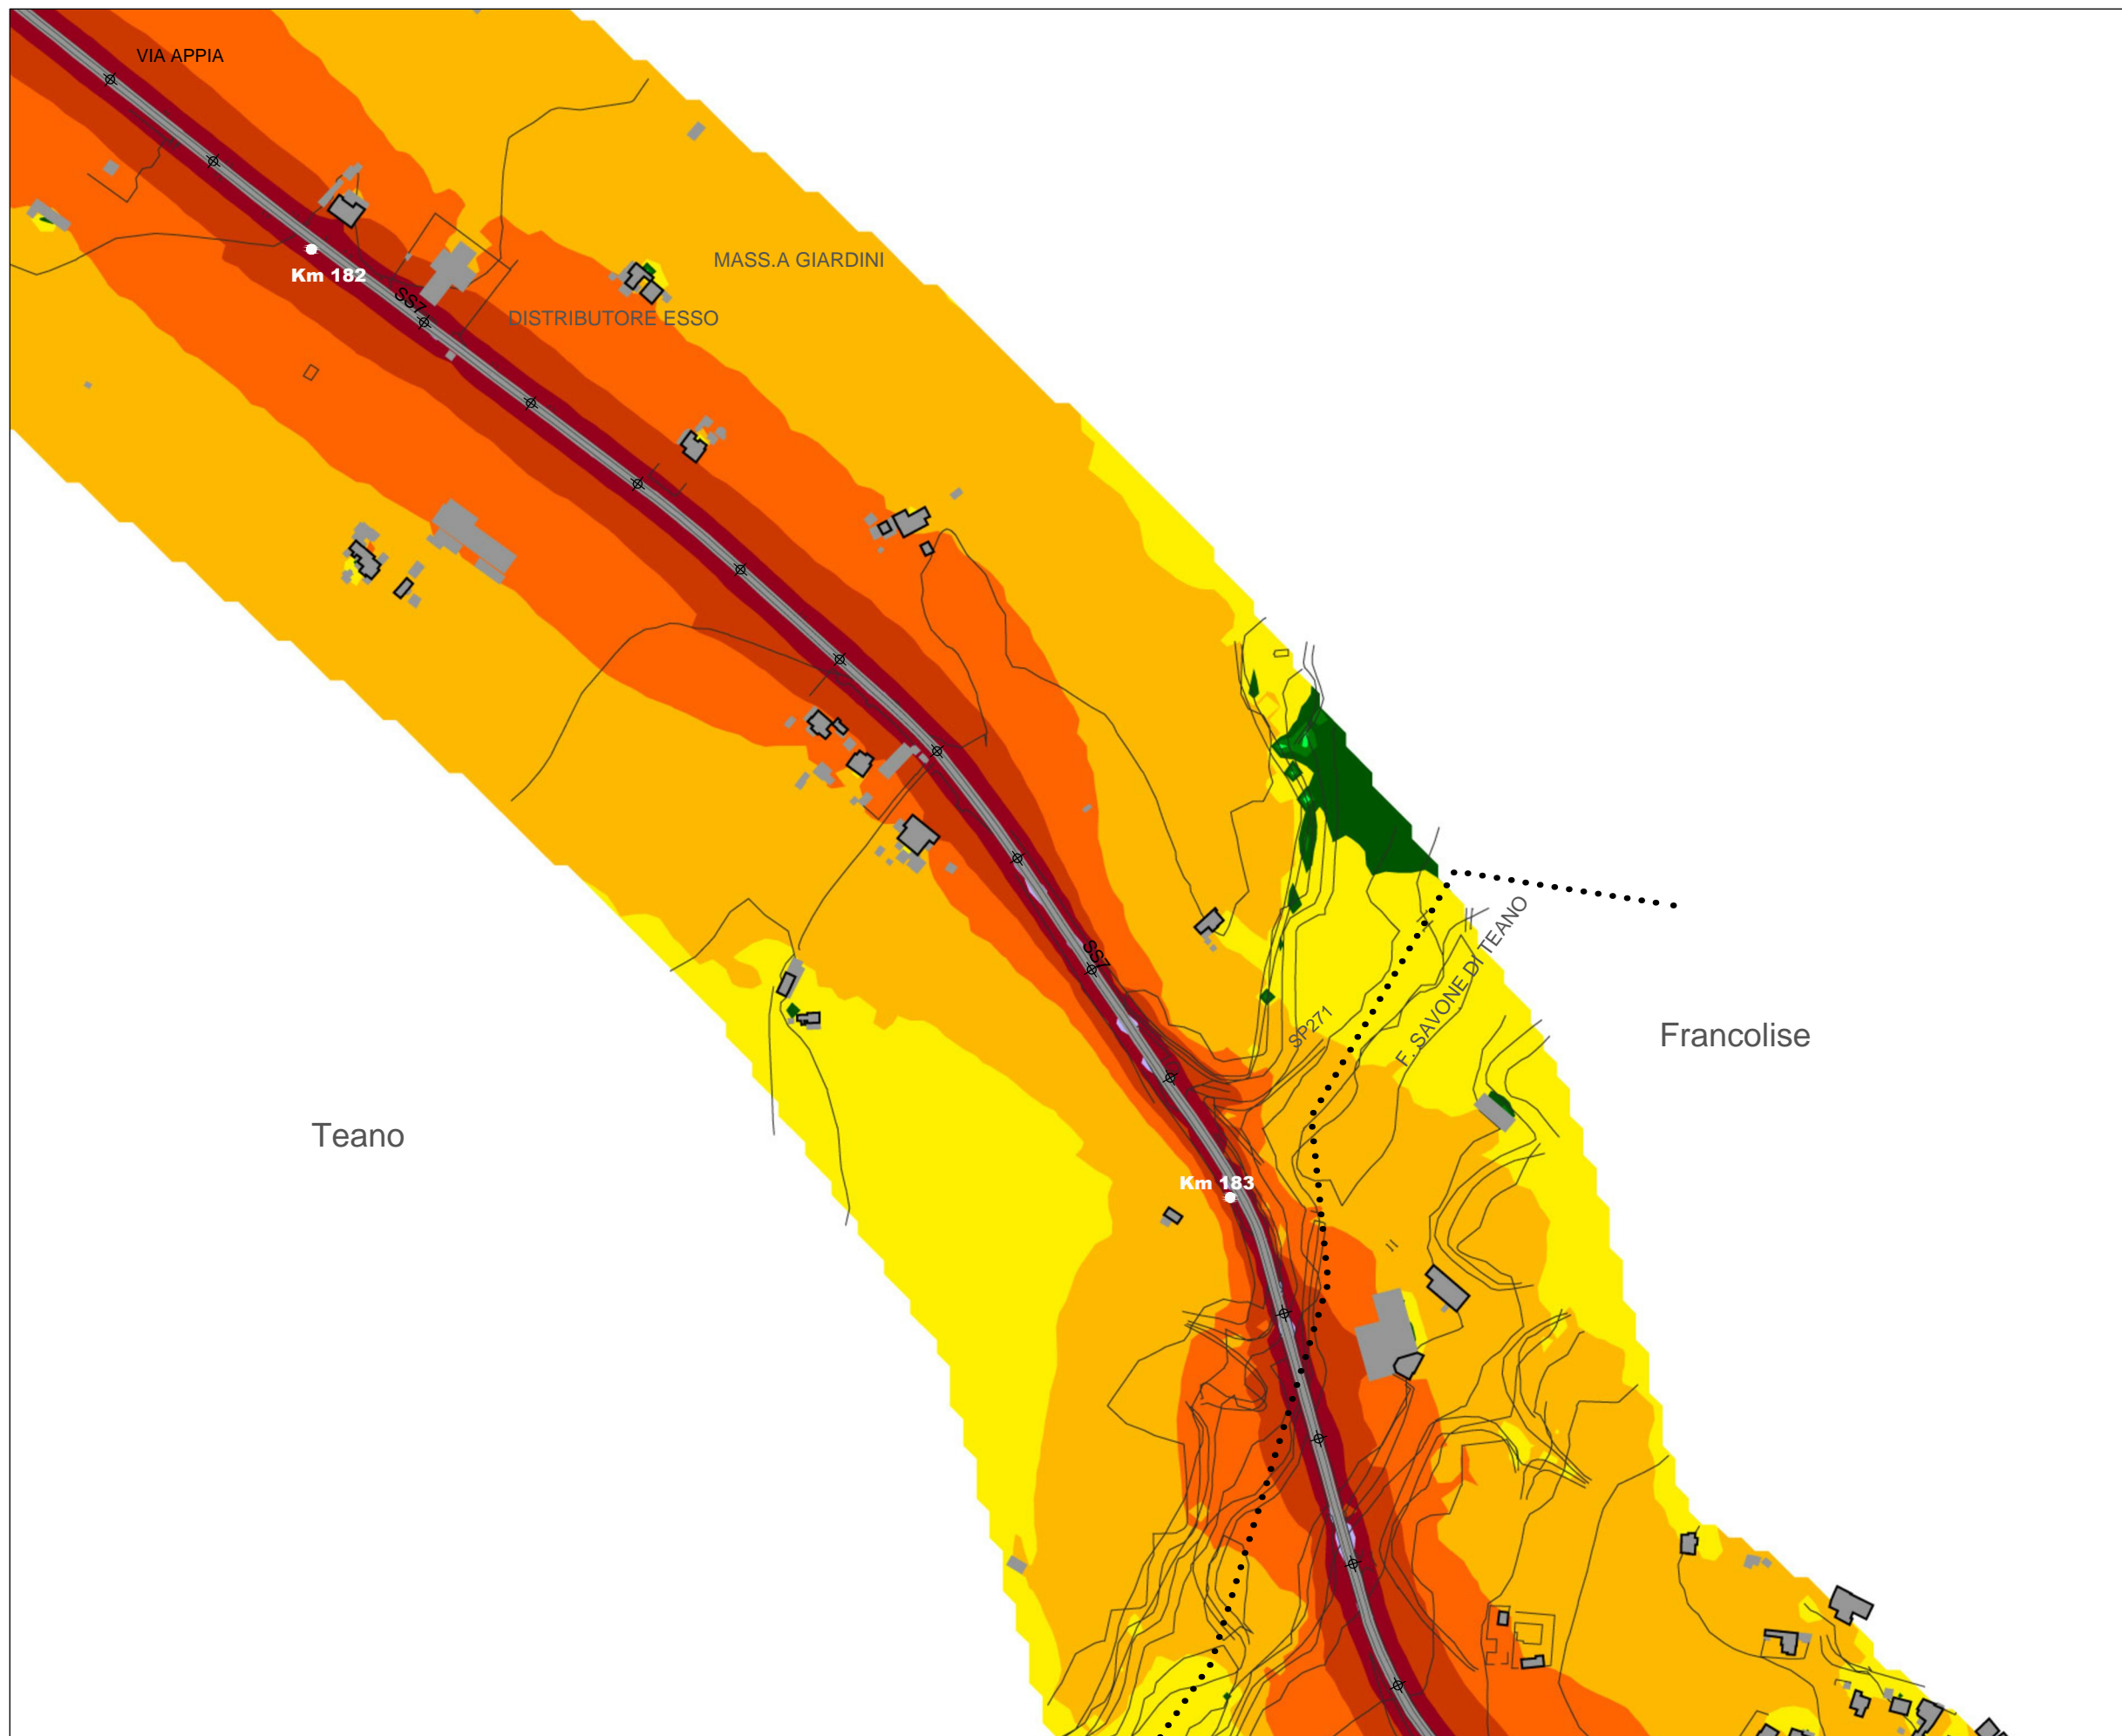 VIA APPIA
MASS.A GIARDINI
Km 182
SS7
DISTRIBUTORE ESSO
SS7
F. SAVONE DI TEANO
SP271
Francolise
Teano
Km 183